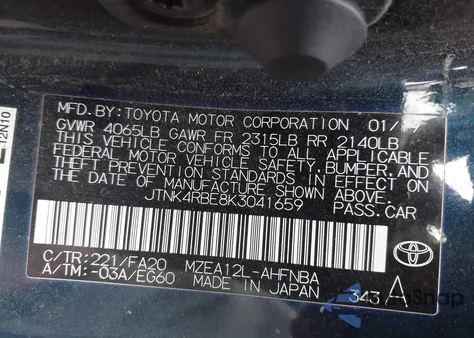 MFD.BY:TOYOTA MOTOR CORPORATION 01/19
GVWR 4065LB GAWR FR 2315LB RR 2140LB
THIS VEHICLE CONFORMS TO ALL APPLICABLE
FEDERAL MOTOR VEHICLE SAFETY,BUMPER,AND
THEFT PREVENTION STANDARDS IN EFFECT ON
THE DATE OF MANUFACTURE SHOWN ABOVE.
JTNK4RBE8K3041659 PASS.CAR
C/TR:221/FA20 MZEA12L-AHFNBA
A/TM:-03A/EG60 MADE IN JAPAN 343 A
TOYOTA
12N10